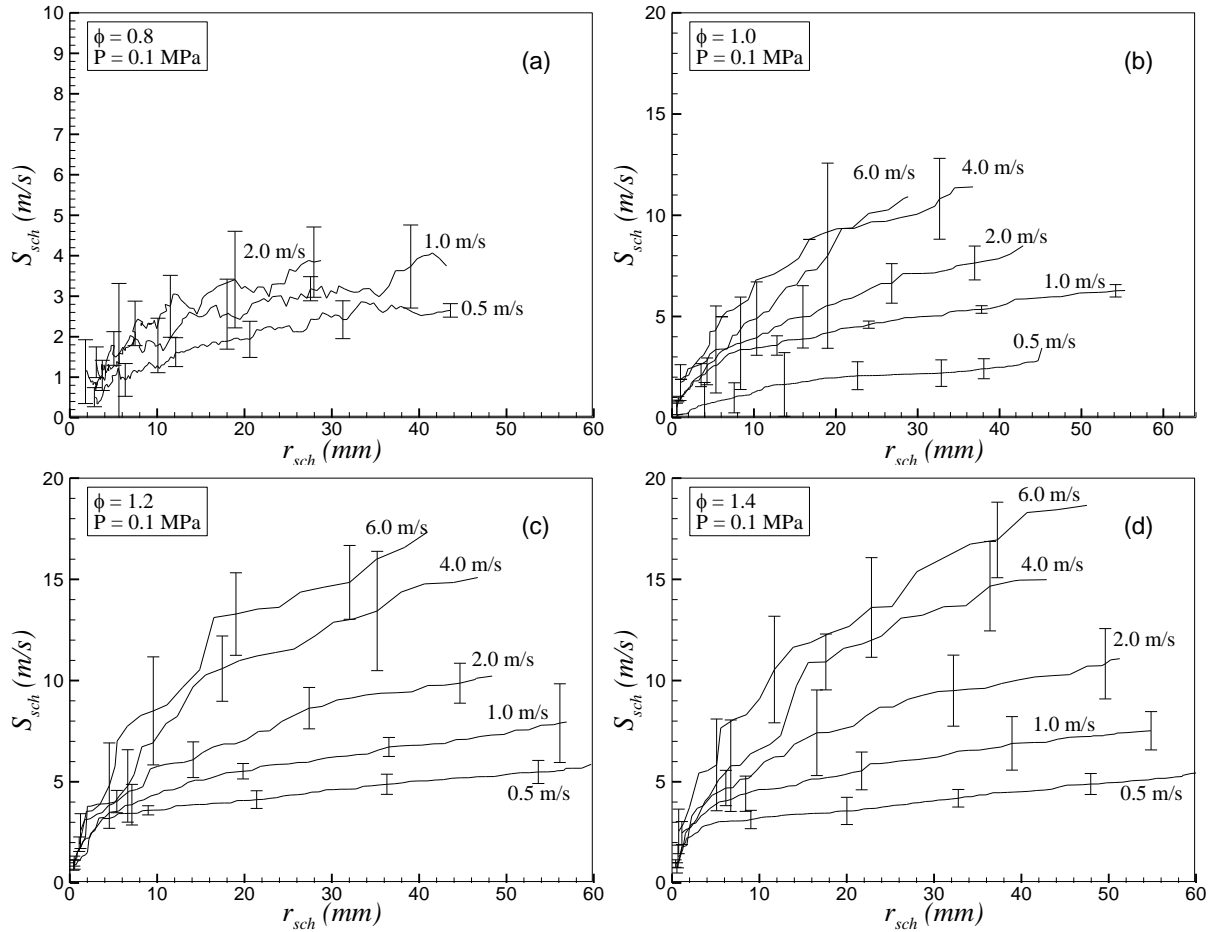 ϕ = 0.8
P = 0.1 MPa
(a)
10
9
8
7
6
5
4
3
2
1
0
S_sch (m/s)
2.0 m/s
1.0 m/s
0.5 m/s
0 10 20 30 40 50 60
r_sch (mm)
ϕ = 1.0
P = 0.1 MPa
(b)
20
15
10
5
0
S_sch (m/s)
6.0 m/s
4.0 m/s
2.0 m/s
1.0 m/s
0.5 m/s
0 10 20 30 40 50 60
r_sch (mm)
ϕ = 1.2
P = 0.1 MPa
(c)
20
15
10
5
0
S_sch (m/s)
6.0 m/s
4.0 m/s
2.0 m/s
1.0 m/s
0.5 m/s
0 10 20 30 40 50 60
r_sch (mm)
ϕ = 1.4
P = 0.1 MPa
(d)
20
15
10
5
0
S_sch (m/s)
6.0 m/s
4.0 m/s
2.0 m/s
1.0 m/s
0.5 m/s
0 10 20 30 40 50 60
r_sch (mm)